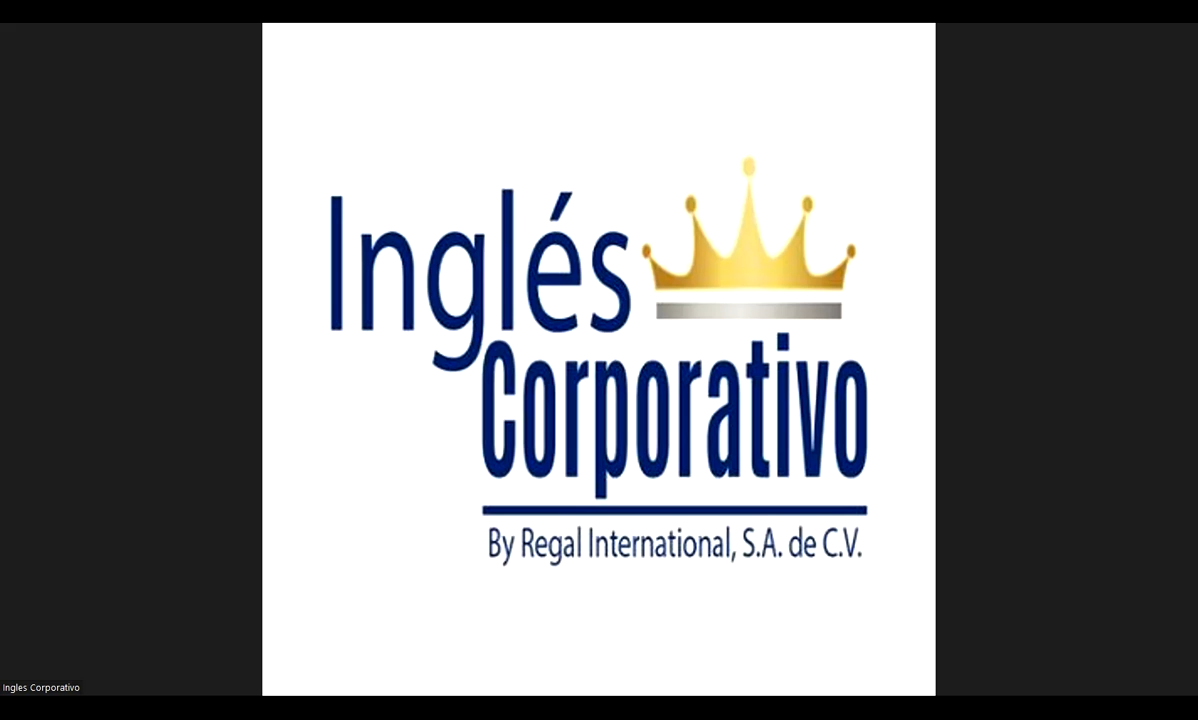 Inglés
Corporativo
By Regal International, S.A. de C.V.
Ingles Corporativo